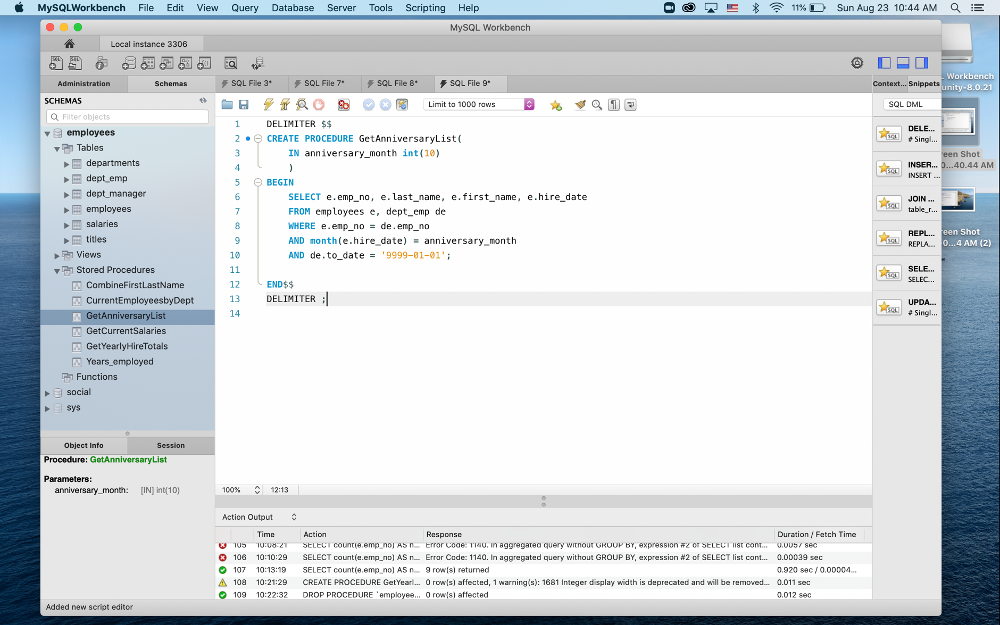 MySQLWorkbench File Edit View Query Database Server Tools Scripting Help 11% Sun Aug 23 10:44 AM
MySQL Workbench
Local instance 3306
Administration Schemas SQL File 3* SQL File 7* SQL File 8* SQL File 9* Context... Snippets
SCHEMAS
Filter objects
Limit to 1000 rows
SQL DML
employees
Tables
departments
dept_emp
dept_manager
employees
salaries
titles
Views
Stored Procedures
CombineFirstLastName
CurrentEmployeesbyDept
GetAnniversaryList
GetCurrentSalaries
GetYearlyHireTotals
Years_employed
Functions
social
sys
Object Info Session
Procedure: GetAnniversaryList
Parameters:
anniversary_month: [IN] int(10)
1 DELIMITER $$
2 CREATE PROCEDURE GetAnniversaryList(
3 IN anniversary_month int(10)
4 )
5 BEGIN
6 SELECT e.emp_no, e.last_name, e.first_name, e.hire_date
7 FROM employees e, dept_emp de
8 WHERE e.emp_no = de.emp_no
9 AND month(e.hire_date) = anniversary_month
10 AND de.to_date = '9999-01-01';
11
12 END$$
13 DELIMITER ;
14
100% 12:13
Action Output
Time Action Response Duration / Fetch Time
105 10:08:21 SELECT count(e.emp_no) AS n... Error Code: 1140. In aggregated query without GROUP BY, expression #2 of SELECT list cont... 0.0057 sec
106 10:10:29 SELECT count(e.emp_no) AS n... Error Code: 1140. In aggregated query without GROUP BY, expression #2 of SELECT list cont... 0.00039 sec
107 10:13:19 SELECT count(e.emp_no) AS n... 9 row(s) returned 0.920 sec / 0.00004...
108 10:21:29 CREATE PROCEDURE GetYearl... 0 row(s) affected, 1 warning(s): 1681 Integer display width is deprecated and will be removed... 0.011 sec
109 10:22:32 DROP PROCEDURE `employee... 0 row(s) affected 0.012 sec
Added new script editor
DELE...
# Singl...
INSER...
INSERT ...
JOIN ...
table_r...
REPL...
REPLA...
SELE...
SELEC...
UPDA...
# Singl...
L Workbench
unity-8.0.21
reen Shot
0...40.44 AM
reen Shot
-0...4 AM (2)